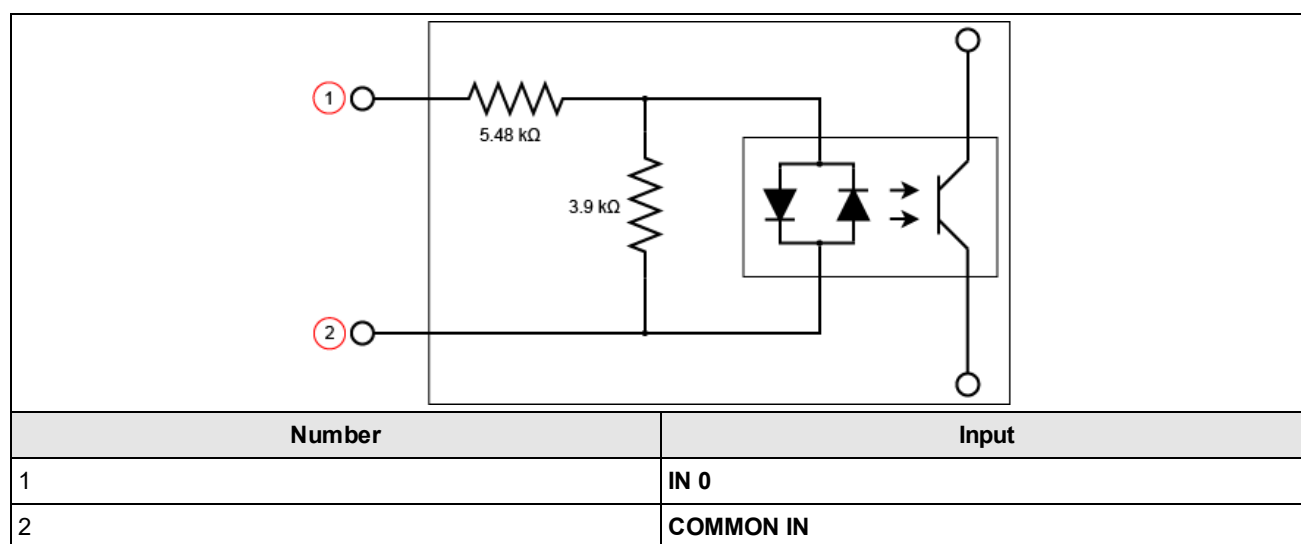 1
5.48 kΩ
3.9 kΩ
2
Number Input
1 IN 0
2 COMMON IN